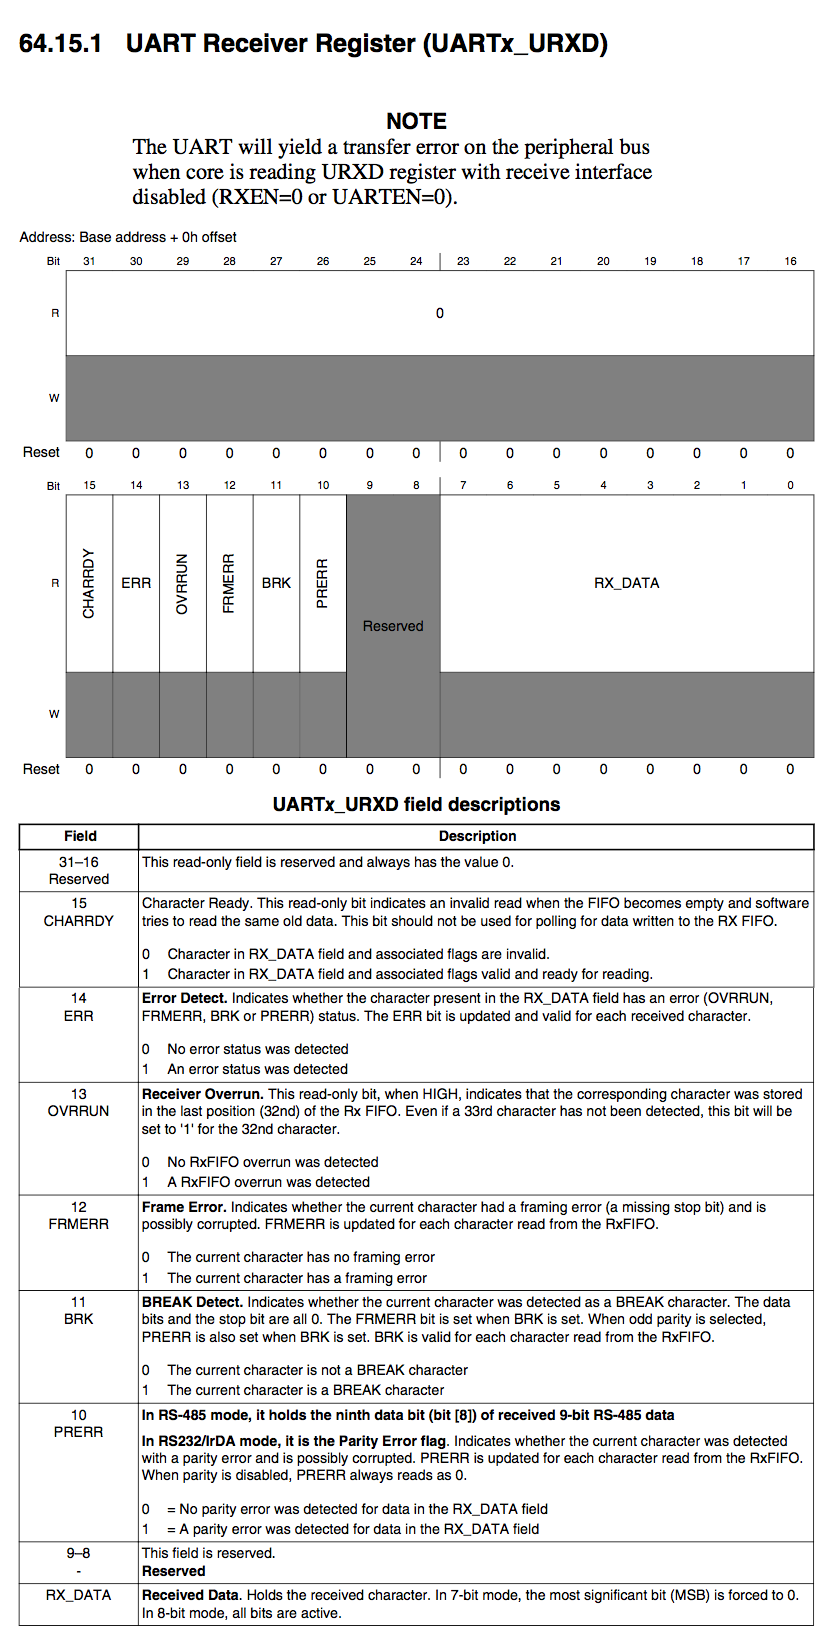 64.15.1 UART Receiver Register (UARTx_URXD)
NOTE
The UART will yield a transfer error on the peripheral bus
when core is reading URXD register with receive interface
disabled (RXEN=0 or UARTEN=0).
Address: Base address + 0h offset
Bit 31 30 29 28 27 26 25 24 23 22 21 20 19 18 17 16
R 0
W
Reset 0 0 0 0 0 0 0 0 0 0 0 0 0 0 0 0
Bit 15 14 13 12 11 10 9 8 7 6 5 4 3 2 1 0
R CHARRDY ERR OVRRUN FRMERR BRK PRERR Reserved RX_DATA
W
Reset 0 0 0 0 0 0 0 0 0 0 0 0 0 0 0 0
UARTx_URXD field descriptions
Field Description
31–16 This read-only field is reserved and always has the value 0.
Reserved
15 Character Ready. This read-only bit indicates an invalid read when the FIFO becomes empty and software
CHARRDY tries to read the same old data. This bit should not be used for polling for data written to the RX FIFO.
0 Character in RX_DATA field and associated flags are invalid.
1 Character in RX_DATA field and associated flags valid and ready for reading.
14 Error Detect. Indicates whether the character present in the RX_DATA field has an error (OVRRUN,
ERR FRMERR, BRK or PRERR) status. The ERR bit is updated and valid for each received character.
0 No error status was detected
1 An error status was detected
13 Receiver Overrun. This read-only bit, when HIGH, indicates that the corresponding character was stored
OVRRUN in the last position (32nd) of the Rx FIFO. Even if a 33rd character has not been detected, this bit will be
set to '1' for the 32nd character.
0 No RxFIFO overrun was detected
1 A RxFIFO overrun was detected
12 Frame Error. Indicates whether the current character had a framing error (a missing stop bit) and is
FRMERR possibly corrupted. FRMERR is updated for each character read from the RxFIFO.
0 The current character has no framing error
1 The current character has a framing error
11 BREAK Detect. Indicates whether the current character was detected as a BREAK character. The data
BRK bits and the stop bit are all 0. The FRMERR bit is set when BRK is set. When odd parity is selected,
PRERR is also set when BRK is set. BRK is valid for each character read from the RxFIFO.
0 The current character is not a BREAK character
1 The current character is a BREAK character
10 In RS-485 mode, it holds the ninth data bit (bit [8]) of received 9-bit RS-485 data
PRERR
In RS232/IrDA mode, it is the Parity Error flag. Indicates whether the current character was detected
with a parity error and is possibly corrupted. PRERR is updated for each character read from the RxFIFO.
When parity is disabled, PRERR always reads as 0.
0 = No parity error was detected for data in the RX_DATA field
1 = A parity error was detected for data in the RX_DATA field
9–8 This field is reserved.
- Reserved
RX_DATA Received Data. Holds the received character. In 7-bit mode, the most significant bit (MSB) is forced to 0.
In 8-bit mode, all bits are active.